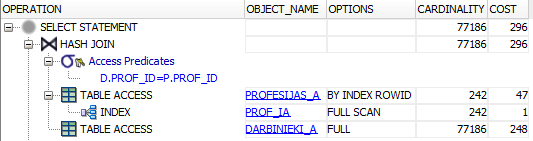 OPERATION OBJECT_NAME OPTIONS CARDINALITY COST
SELECT STATEMENT 77186 296
HASH JOIN 77186 296
Access Predicates
D.PROF_ID=P.PROF_ID
TABLE ACCESS PROFESIJAS_A BY INDEX ROWID 242 47
INDEX PROF_IA FULL SCAN 242 1
TABLE ACCESS DARBINIEKI_A FULL 77186 248